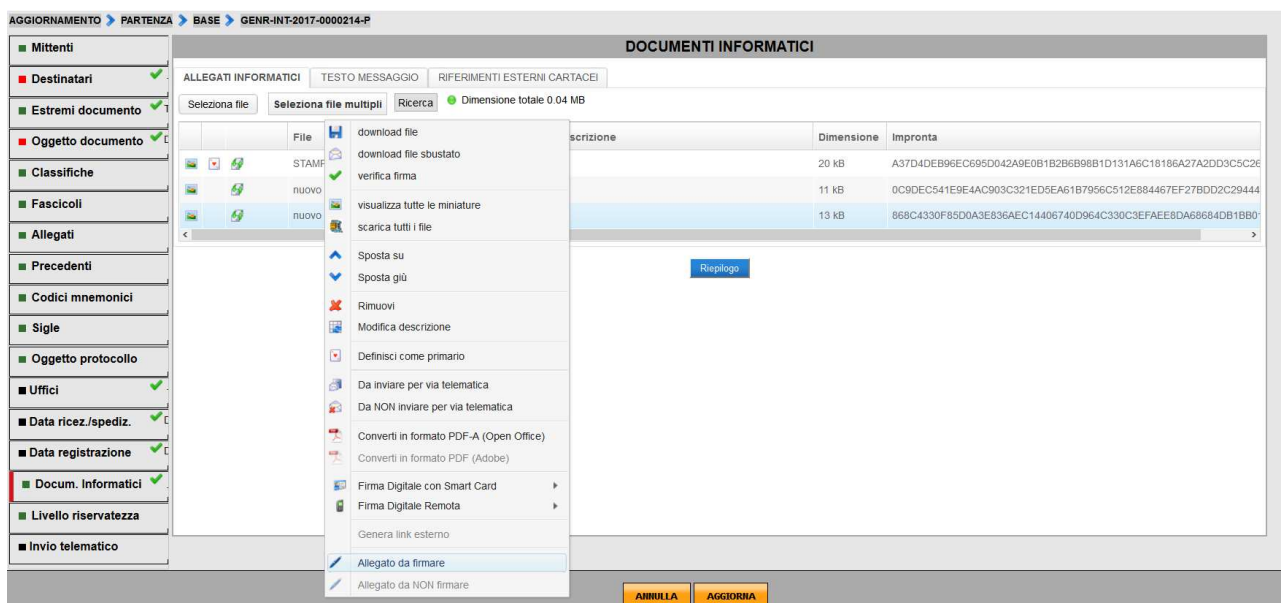 AGGIORNAMENTO PARTENZA BASE GENR-INT-2017-0000214-P
DOCUMENTI INFORMATICI
Mittenti
Destinatari
Estremi documento
Oggetto documento
Classifiche
Fascicoli
Allegati
Precedenti
Codici mnemonici
Sigle
Oggetto protocollo
Uffici
Data ricez./spediz.
Data registrazione
Docum. Informatici
Livello riservatezza
Invio telematico
ALLEGATI INFORMATICI TESTO MESSAGGIO RIFERIMENTI ESTERNI CARTACEI
Seleziona file Seleziona file multipli Ricerca Dimensione totale 0.04 MB
File scrizione Dimensione Impronta
STAMP 20 kB A37D4DEB96EC695D042A9E0B1B2B6B98B1D131A6C18186A27A2DD3C5C26
nuovo 11 kB 0C9DEC541E9E4AC903C321ED5EA61B7956C512E884467EF27BDD2C29444
nuovo 13 kB 868C4330F85D0A3E836AEC14406740D964C330C3EFAEE8DA68684DB1BB0
download file
download file sbustato
verifica firma
visualizza tutte le miniature
scarica tutti i file
Sposta su
Sposta giù
Rimuovi
Modifica descrizione
Definisci come primario
Da inviare per via telematica
Da NON inviare per via telematica
Converti in formato PDF-A (Open Office)
Converti in formato PDF (Adobe)
Firma Digitale con Smart Card
Firma Digitale Remota
Genera link esterno
Allegato da firmare
Allegato da NON firmare
Riepilogo
ANNULLA AGGIORNA